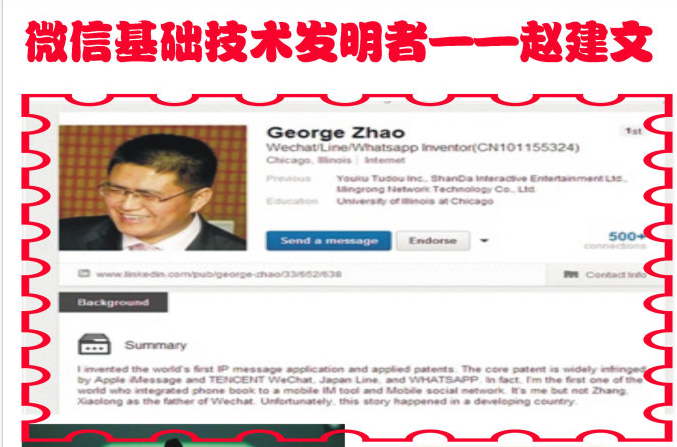 微信基础技术发明者一一赵建文
George Zhao
1st
Wechat/Line/Whatsapp Inventor(CN101155324)
Chicago, Illinois | Internet
Previous Youku Tudou Inc., ShanDa Interactive Entertainment Ltd.,
Mingrong Network Technology Co., Ltd.
Education University of Illinois at Chicago
Send a message Endorse 500+
connections
www.linkedin.com/pub/george-zhao/33/652/638 Contact Info
Background
Summary
I invented the world's first IP message application and applied patents. The core patent is widely infringed
by Apple iMessage and TENCENT WeChat, Japan Line, and WHATSAPP. In fact, I'm the first one of the
world who integrated phone book to a mobile IM tool and Mobile social network. It's me but not Zhang
Xiaolong as the father of Wechat. Unfortunately, this story happened in a developing country.